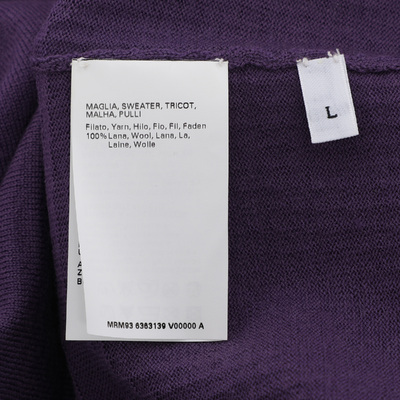 MAGLIA, SWEATER, TRICOT,
MALHA, PULLI
Filato, Yarn, Hilo, Fio, Fil, Faden
100% Lana, Wool, Lana, La,
Laine, Wolle
L
MRM93 6363139 V00000 A